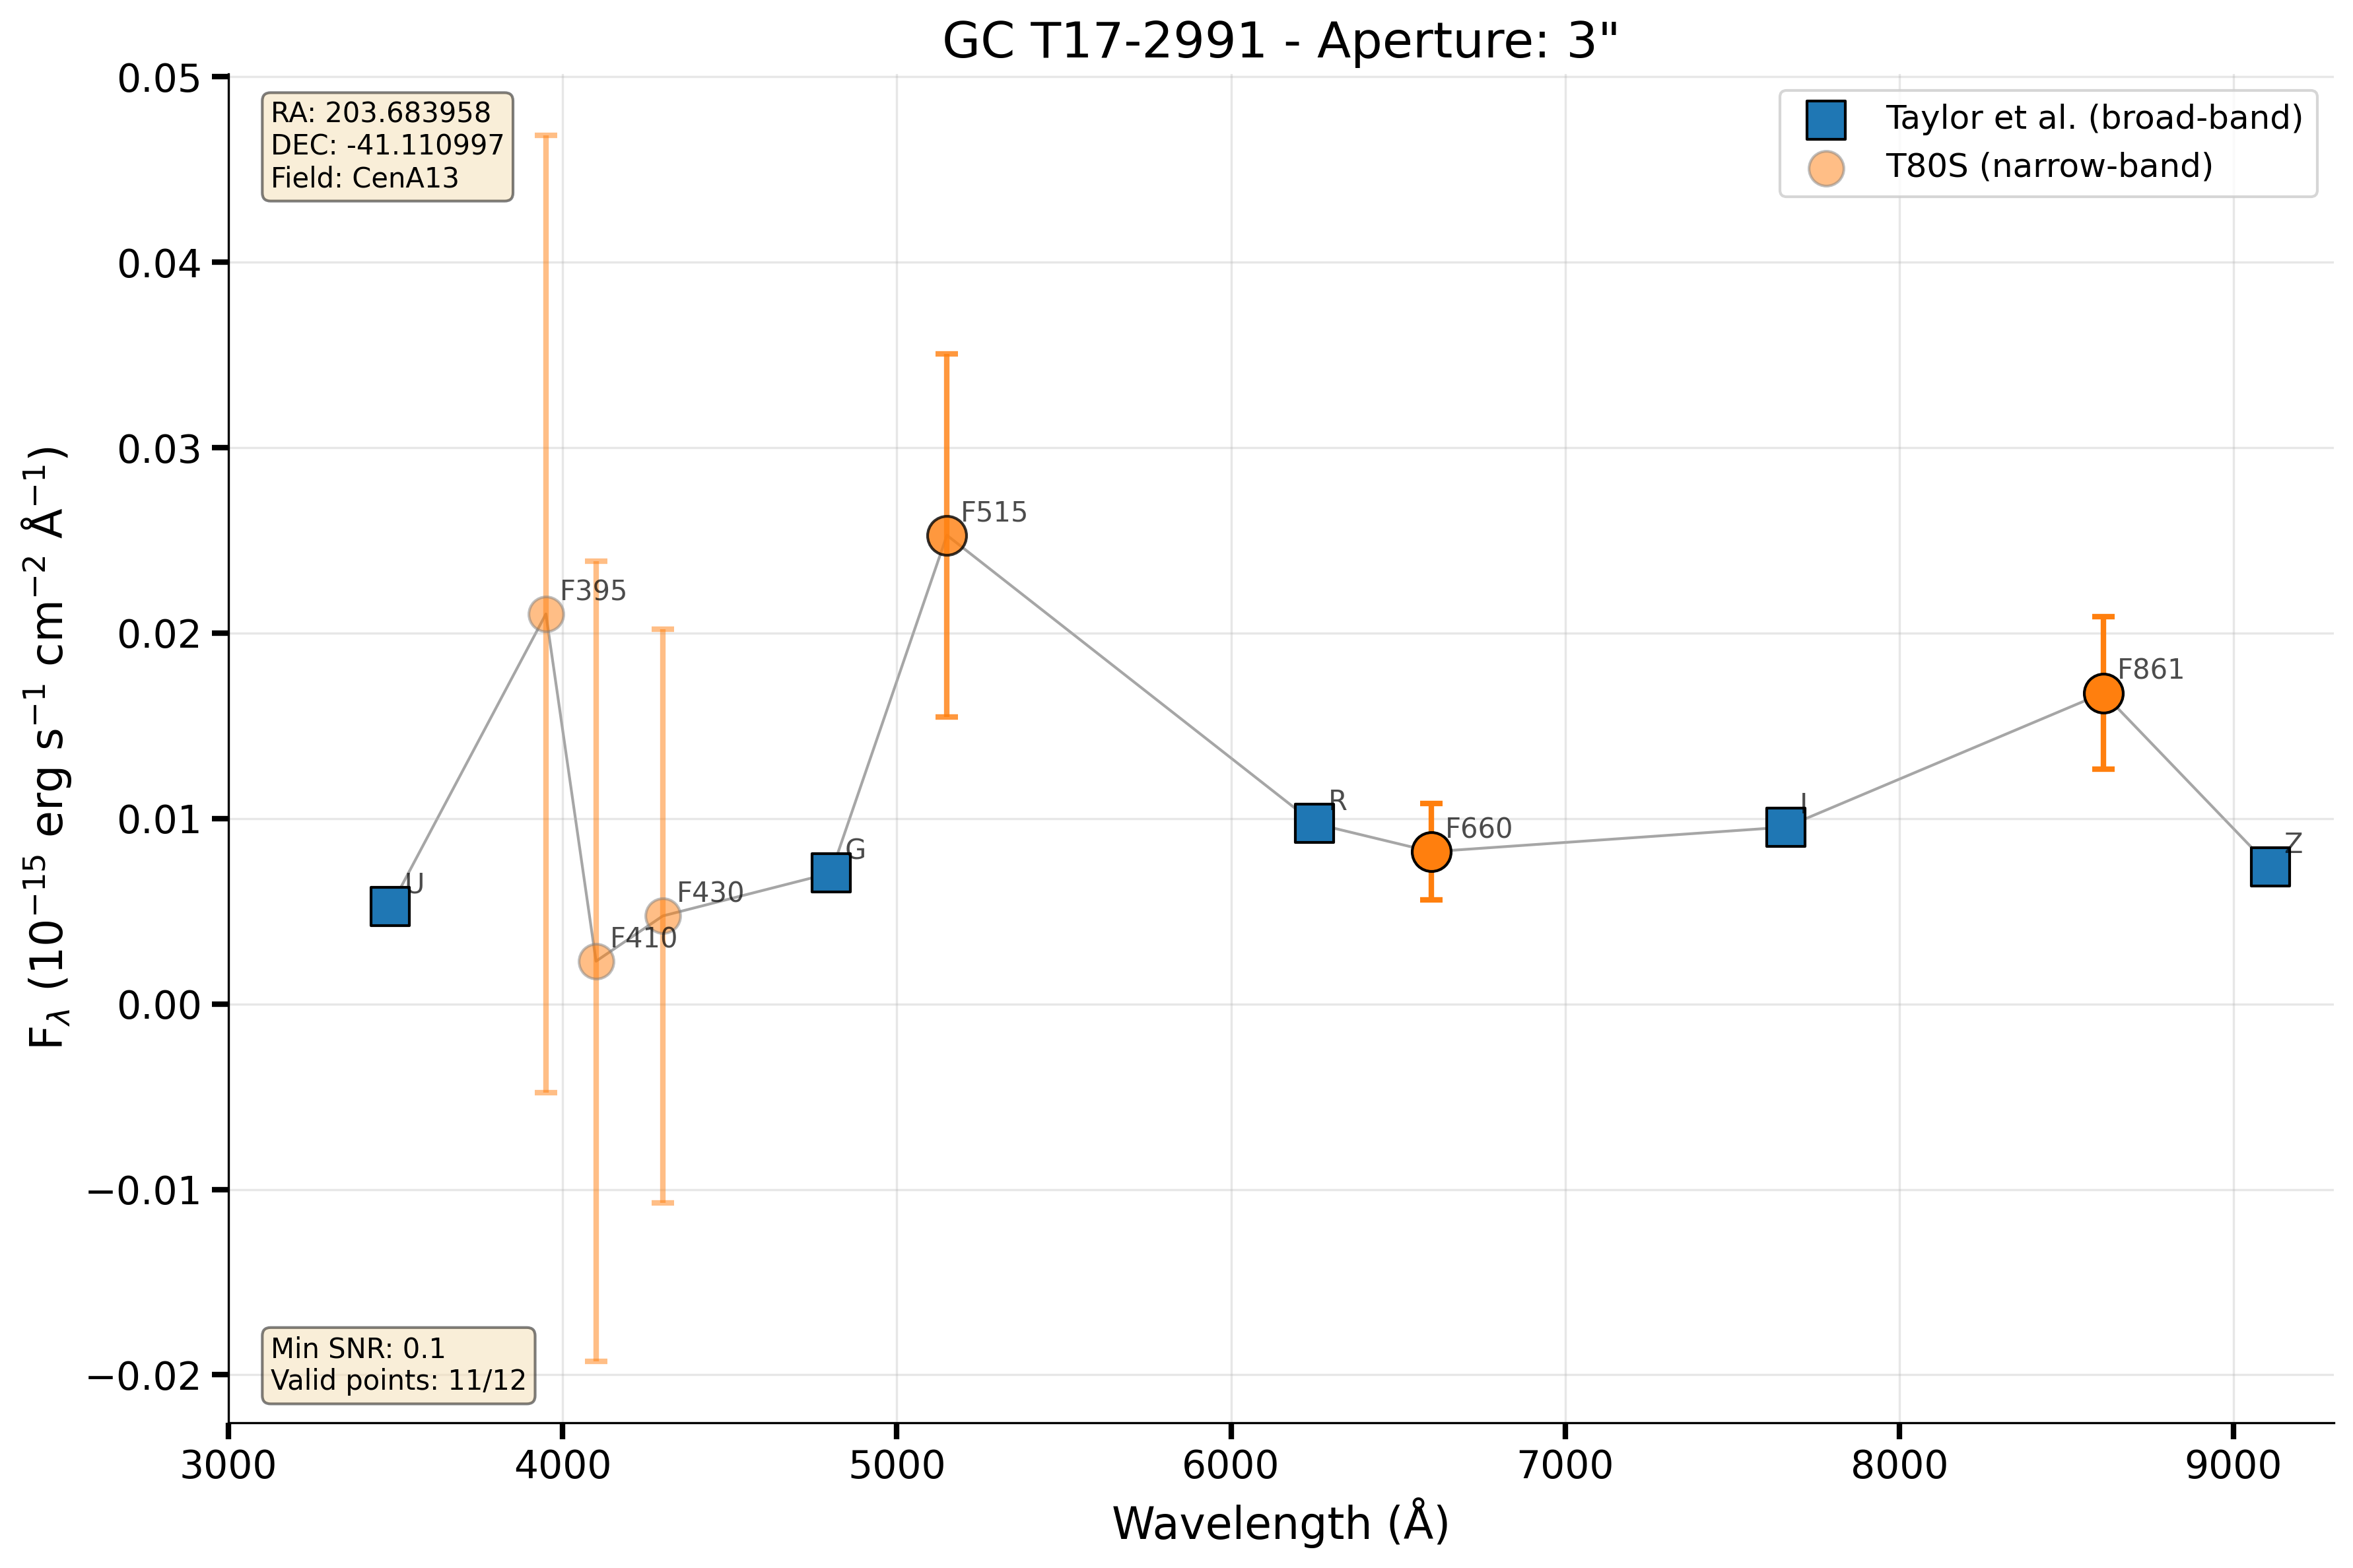 GC T17-2991 - Aperture: 3"
RA: 203.683958
DEC: -41.110997
Field: CenA13
Taylor et al. (broad-band)
T80S (narrow-band)
F_λ (10⁻¹⁵ erg s⁻¹ cm⁻² Å⁻¹)
0.05
0.04
0.03
0.02
0.01
0.00
−0.01
−0.02
U
F395
F410
F430
G
F515
R
F660
I
F861
Z
Min SNR: 0.1
Valid points: 11/12
3000 4000 5000 6000 7000 8000 9000
Wavelength (Å)